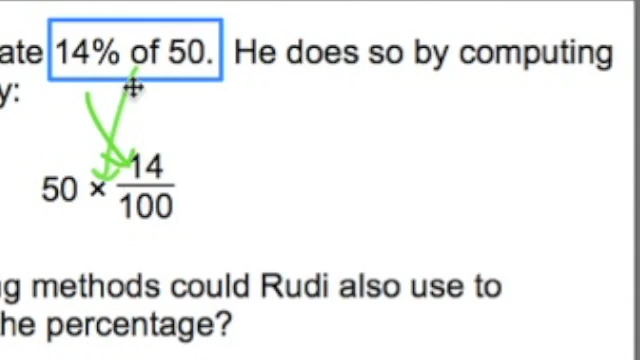 ate 14% of 50. He does so by computing
y:
50 × 14/100
ng methods could Rudi also use to
he percentage?